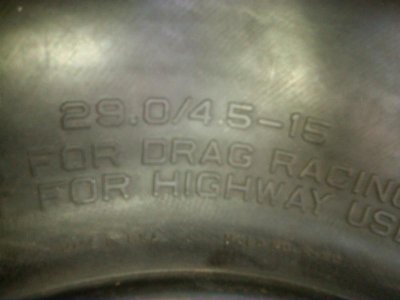 29.0/4.5-15
FOR DRAG RACING
FOR HIGHWAY USE